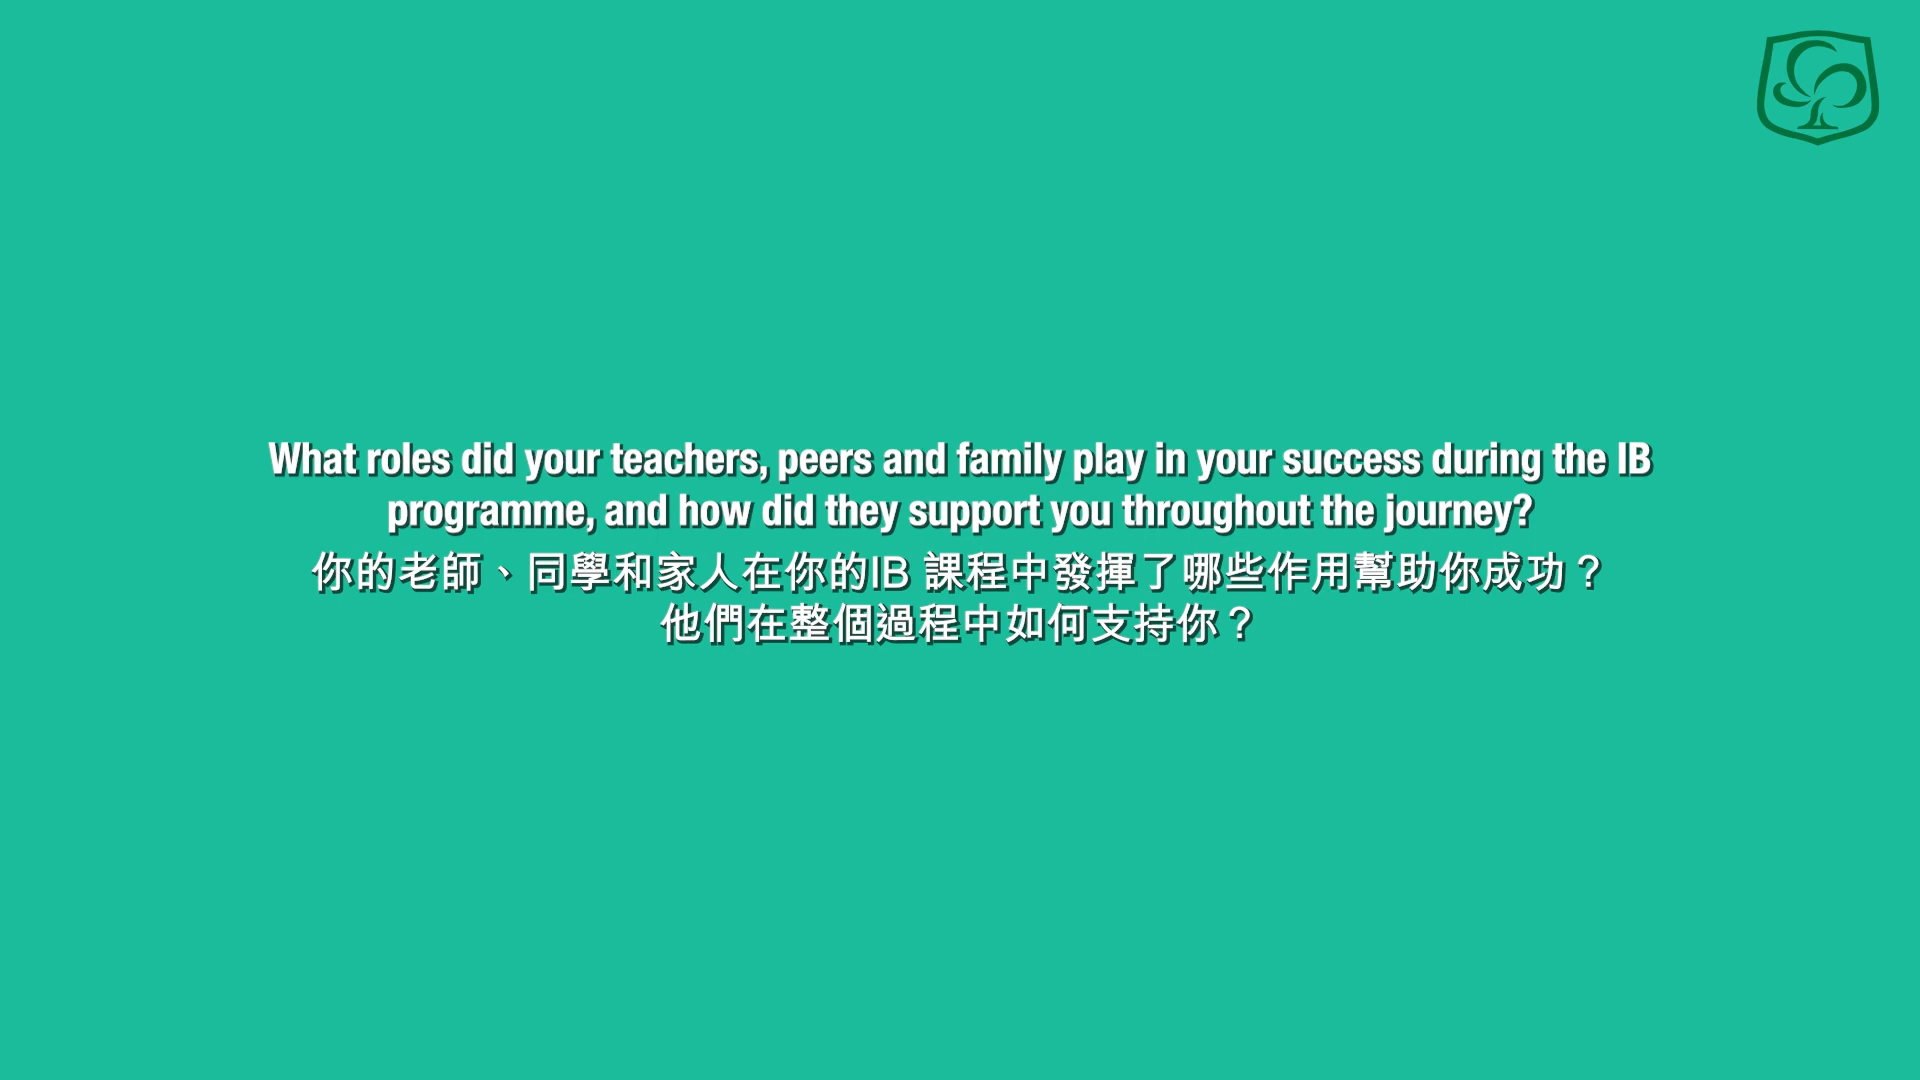 What roles did your teachers, peers and family play in your success during the IB
programme, and how did they support you throughout the journey?
你的老師、同學和家人在你的IB 課程中發揮了哪些作用幫助你成功？
他們在整個過程中如何支持你？